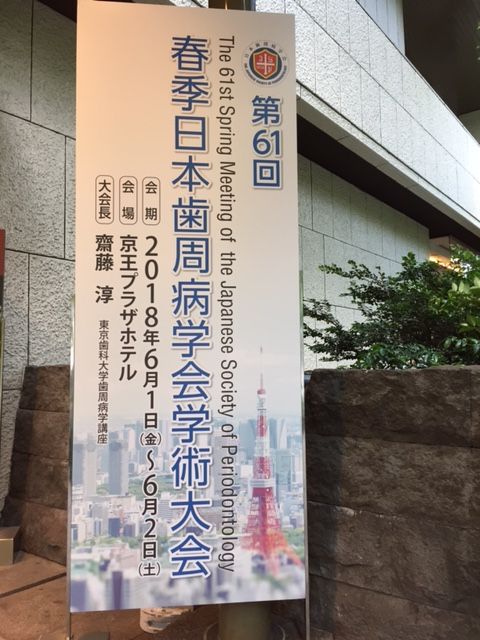 第61回
The 61st Spring Meeting of the Japanese Society of Periodontology
春季日本歯周病学会学術大会
会期 2018年6月1日(金)～6月2日(土)
会場 京王プラザホテル
大会長 齋藤 淳 東京歯科大学歯周病学講座